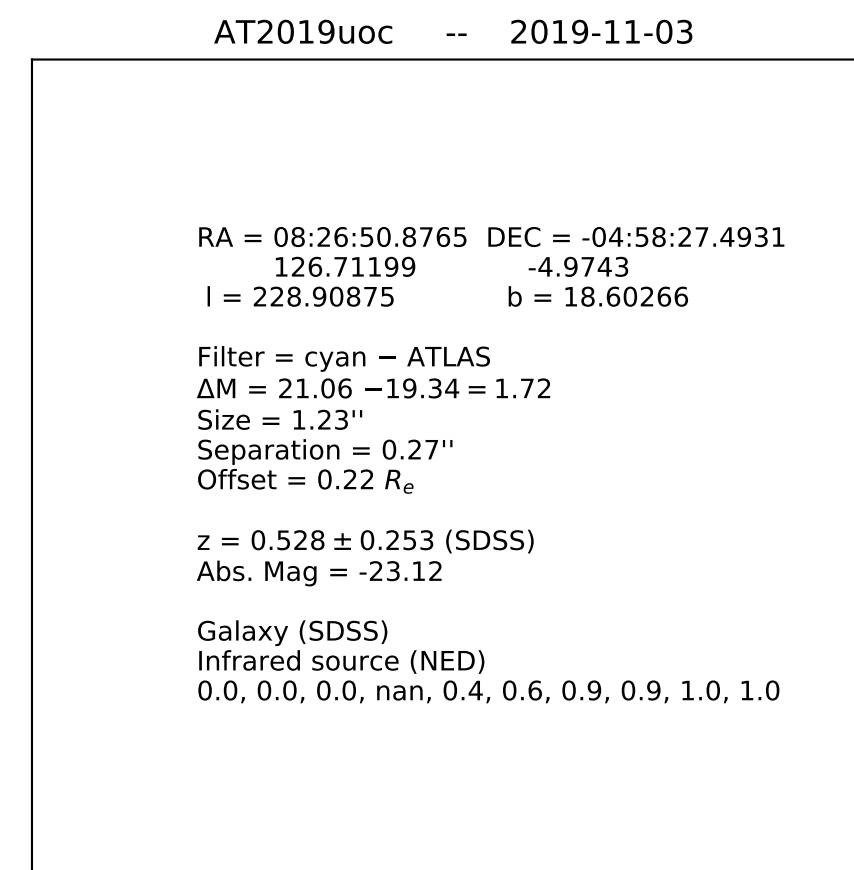 AT2019uoc -- 2019-11-03
RA = 08:26:50.8765 DEC = -04:58:27.4931
126.71199 -4.9743
l = 228.90875 b = 18.60266
Filter = cyan − ATLAS
ΔM = 21.06 −19.34 = 1.72
Size = 1.23''
Separation = 0.27''
Offset = 0.22 Re
z = 0.528 ± 0.253 (SDSS)
Abs. Mag = -23.12
Galaxy (SDSS)
Infrared source (NED)
0.0, 0.0, 0.0, nan, 0.4, 0.6, 0.9, 0.9, 1.0, 1.0